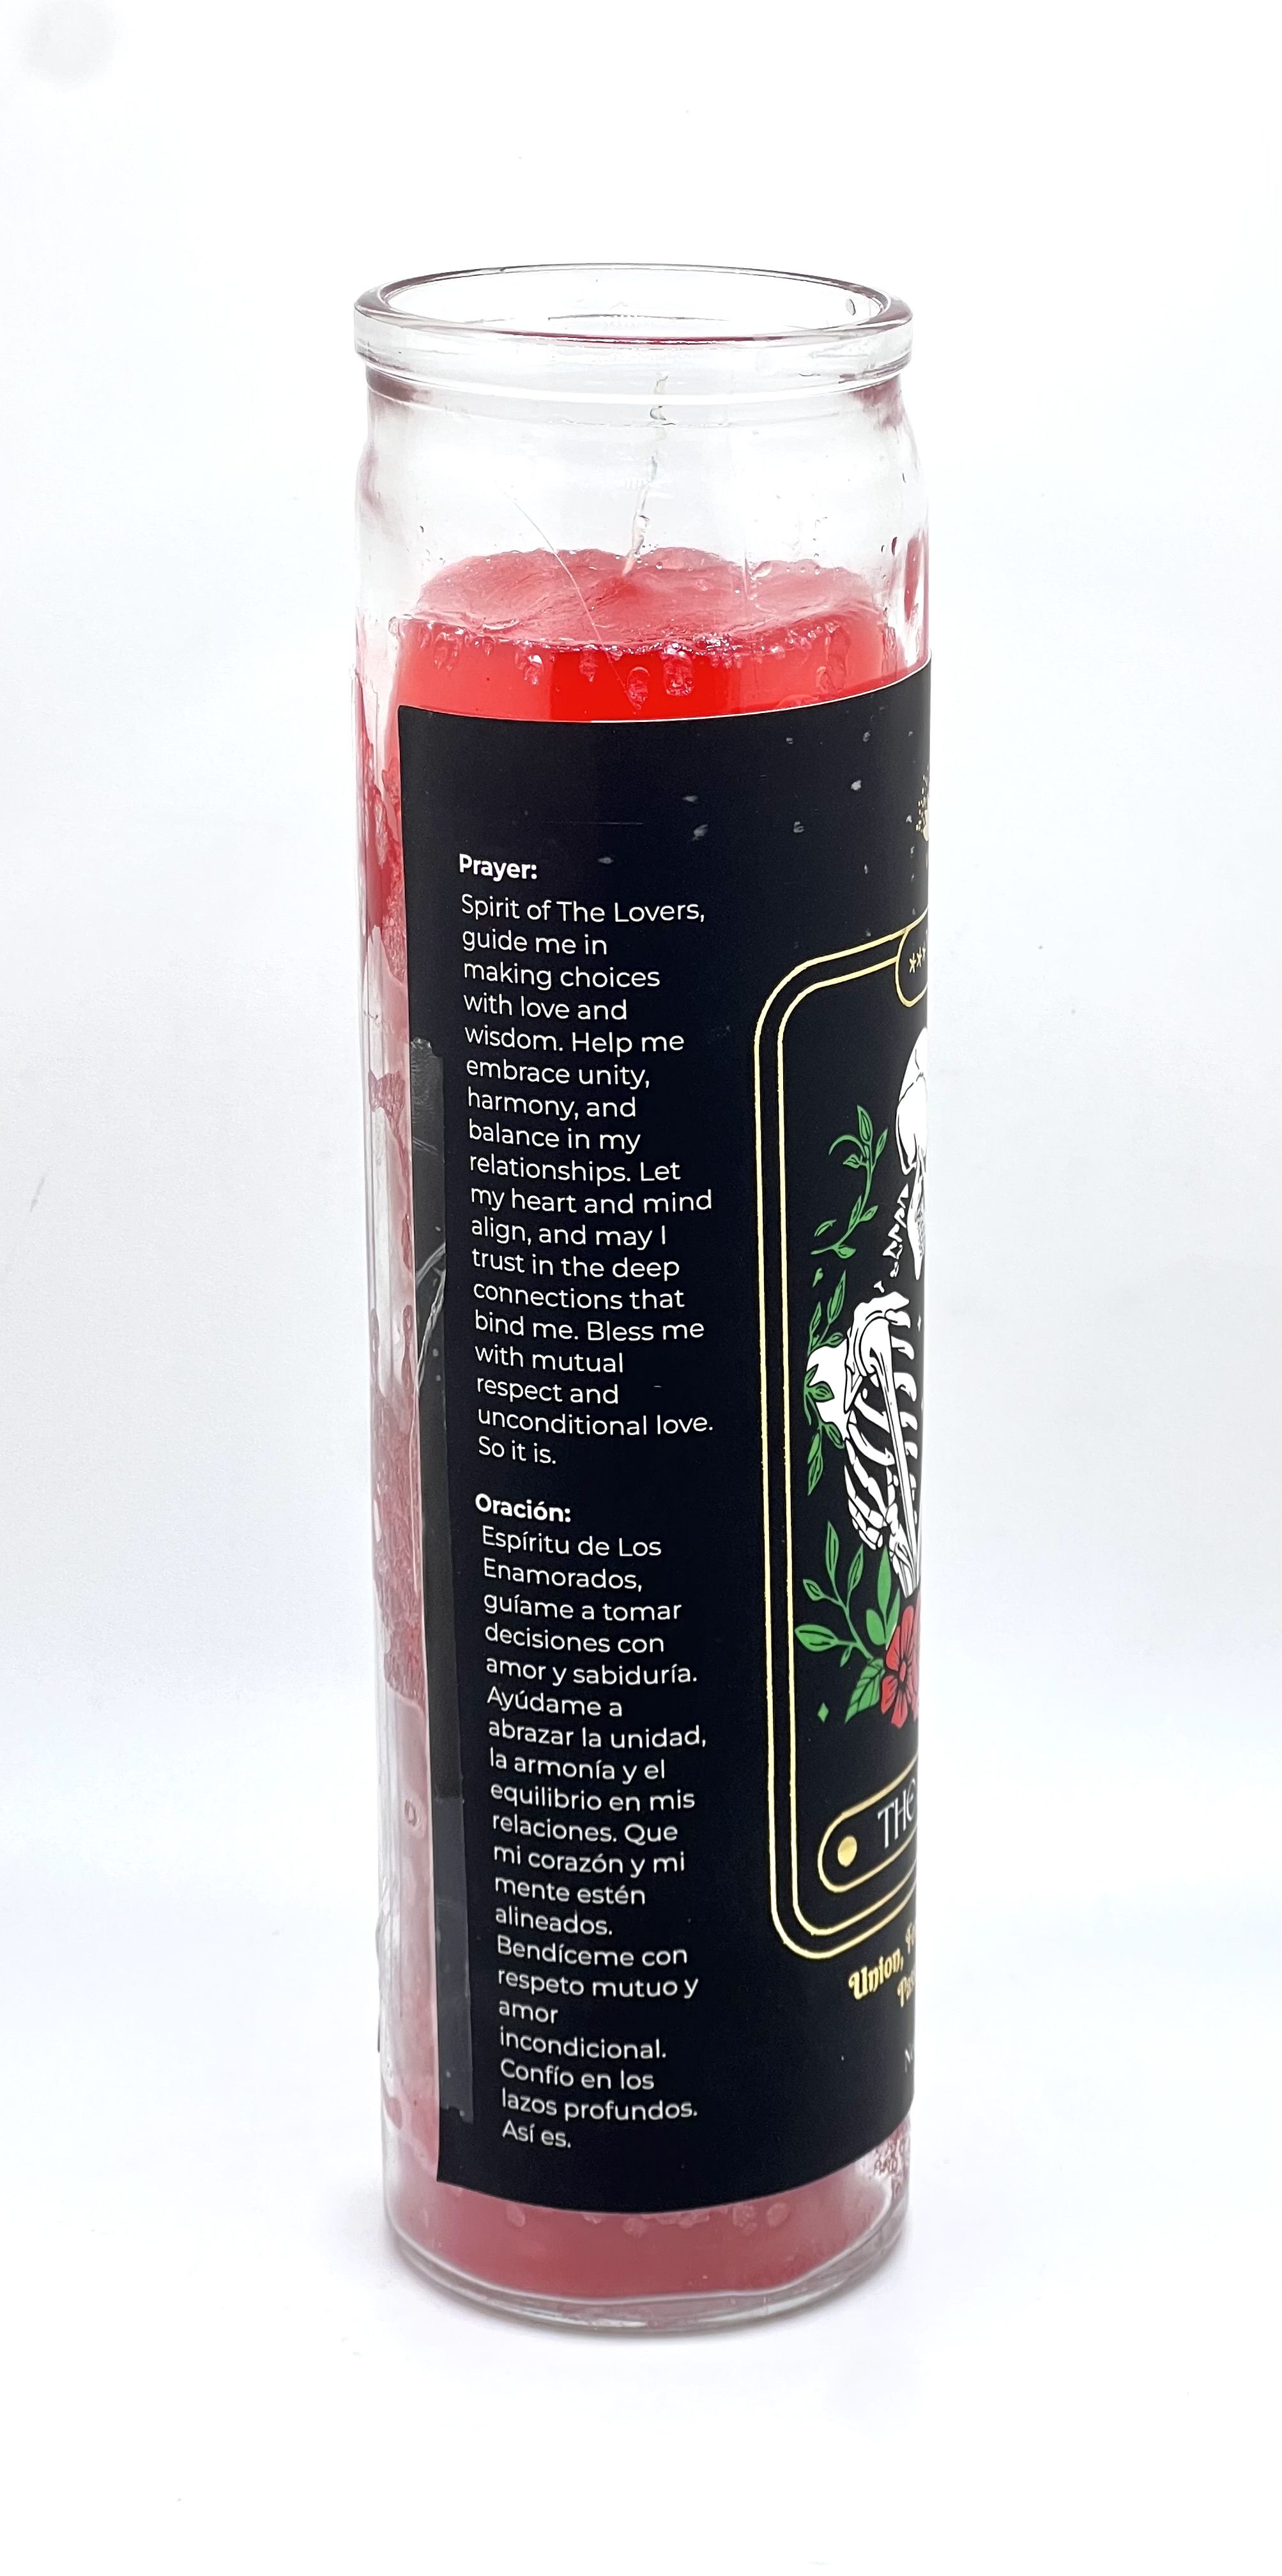 Prayer:
Spirit of The Lovers,
guide me in
making choices
with love and
wisdom. Help me
embrace unity,
harmony, and
balance in my
relationships. Let
my heart and mind
align, and may I
trust in the deep
connections that
bind me. Bless me
with mutual
respect and
unconditional love.
So it is.
Oración:
Espíritu de Los
Enamorados,
guíame a tomar
decisiones con
amor y sabiduría.
Ayúdame a
abrazar la unidad,
la armonía y el
equilibrio en mis
relaciones. Que
mi corazón y mi
mente estén
alineados.
Bendíceme con
respeto mutuo y
amor
incondicional.
Confío en los
lazos profundos.
Así es.
THE
Union,